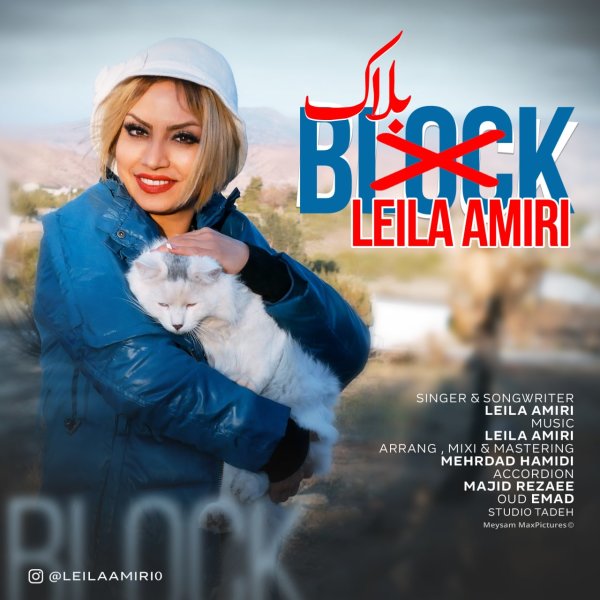 بلاک
BLOCK
LEILA AMIRI
SINGER & SONGWRITER
LEILA AMIRI
MUSIC
LEILA AMIRI
ARRANG , MIXI & MASTERING
MEHRDAD HAMIDI
ACCORDION
MAJID REZAEE
OUD EMAD
STUDIO TADEH
Meysam MaxPictures©
BLOCK
@LEILAAMIRI0